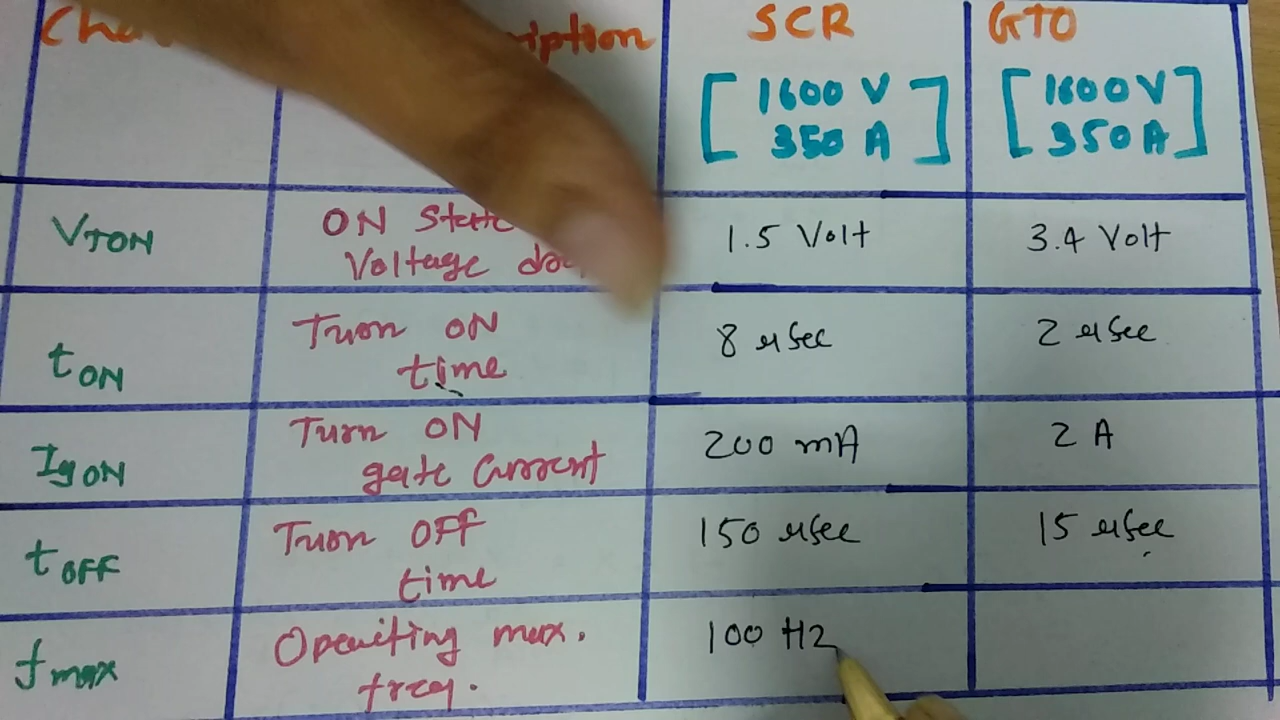 SCR GTO
[1600 V [1600V
350 A] 350A]
VTON ON State 1.5 Volt 3.4 Volt
Voltage
tON Turn ON 8 μsec 2 μsec
time
IgON Turn ON 200 mA 2 A
gate Current
tOFF Turn OFF 150 μsec 15 μsec
time
fmax Operating max. 100 Hz
freq.